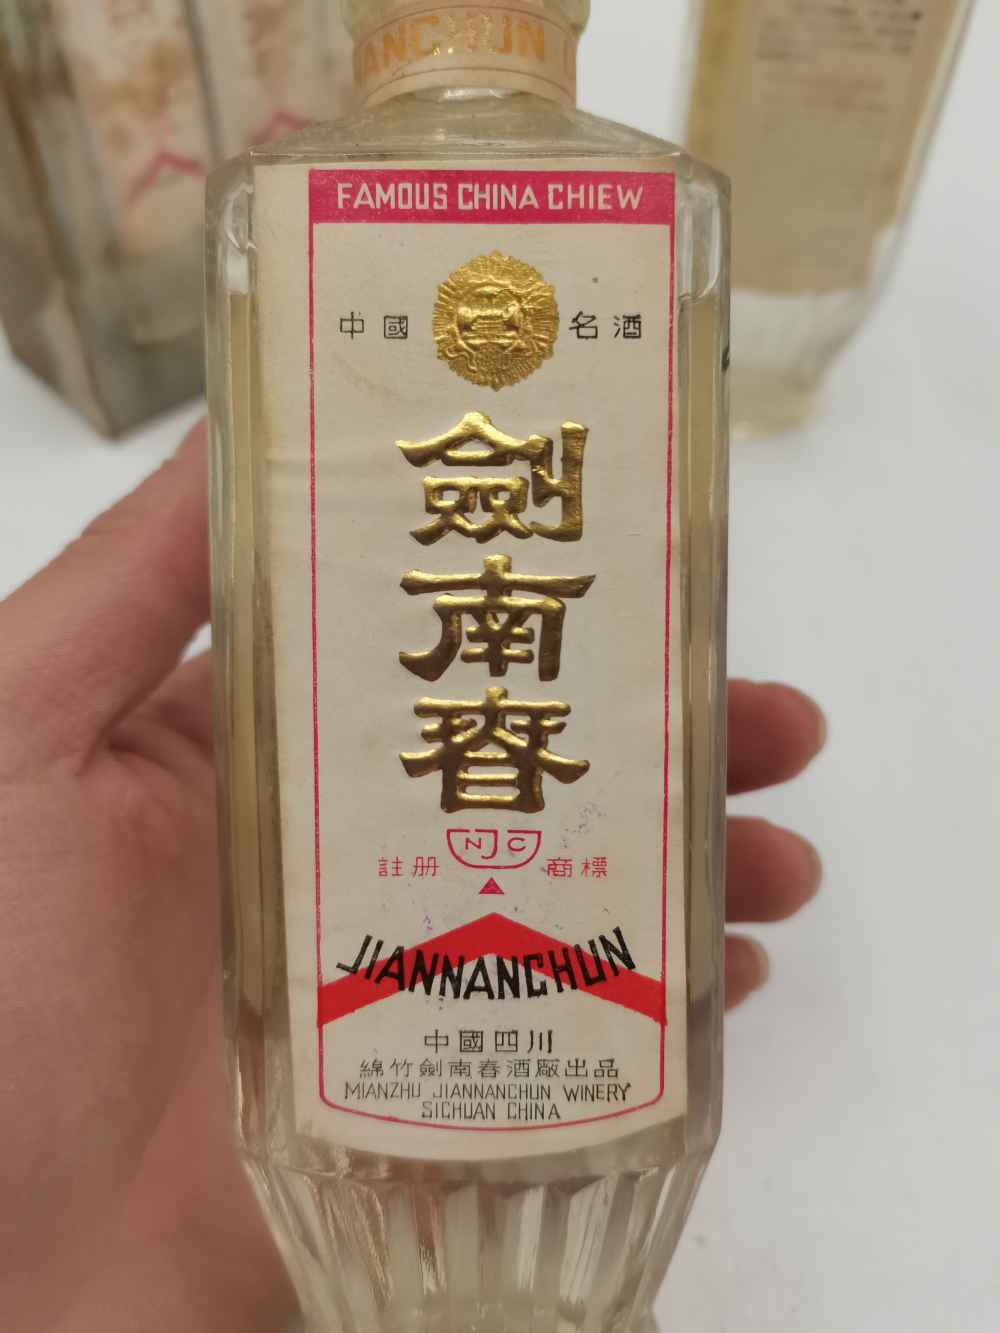 ANCHUN
FAMOUS CHINA CHIEW
中國 名酒
劍南春
NJC
註册 商標
JIANNANCHUN
中國四川
綿竹劍南春酒廠出品
MIANZHU JIANNANCHUN WINERY
SICHUAN CHINA